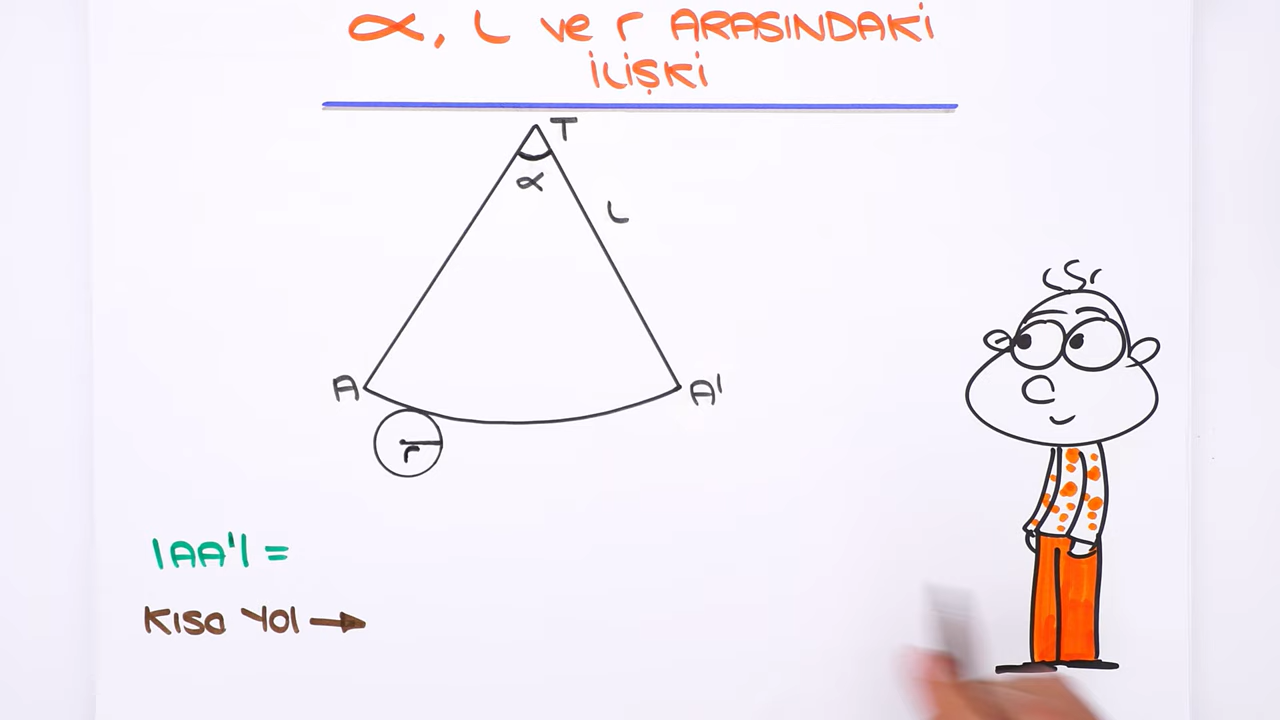 α, L ve r ARASINDAKİ
İLİŞKİ
T
α
L
A
A'
r
|AA'| =
Kısa Yol →